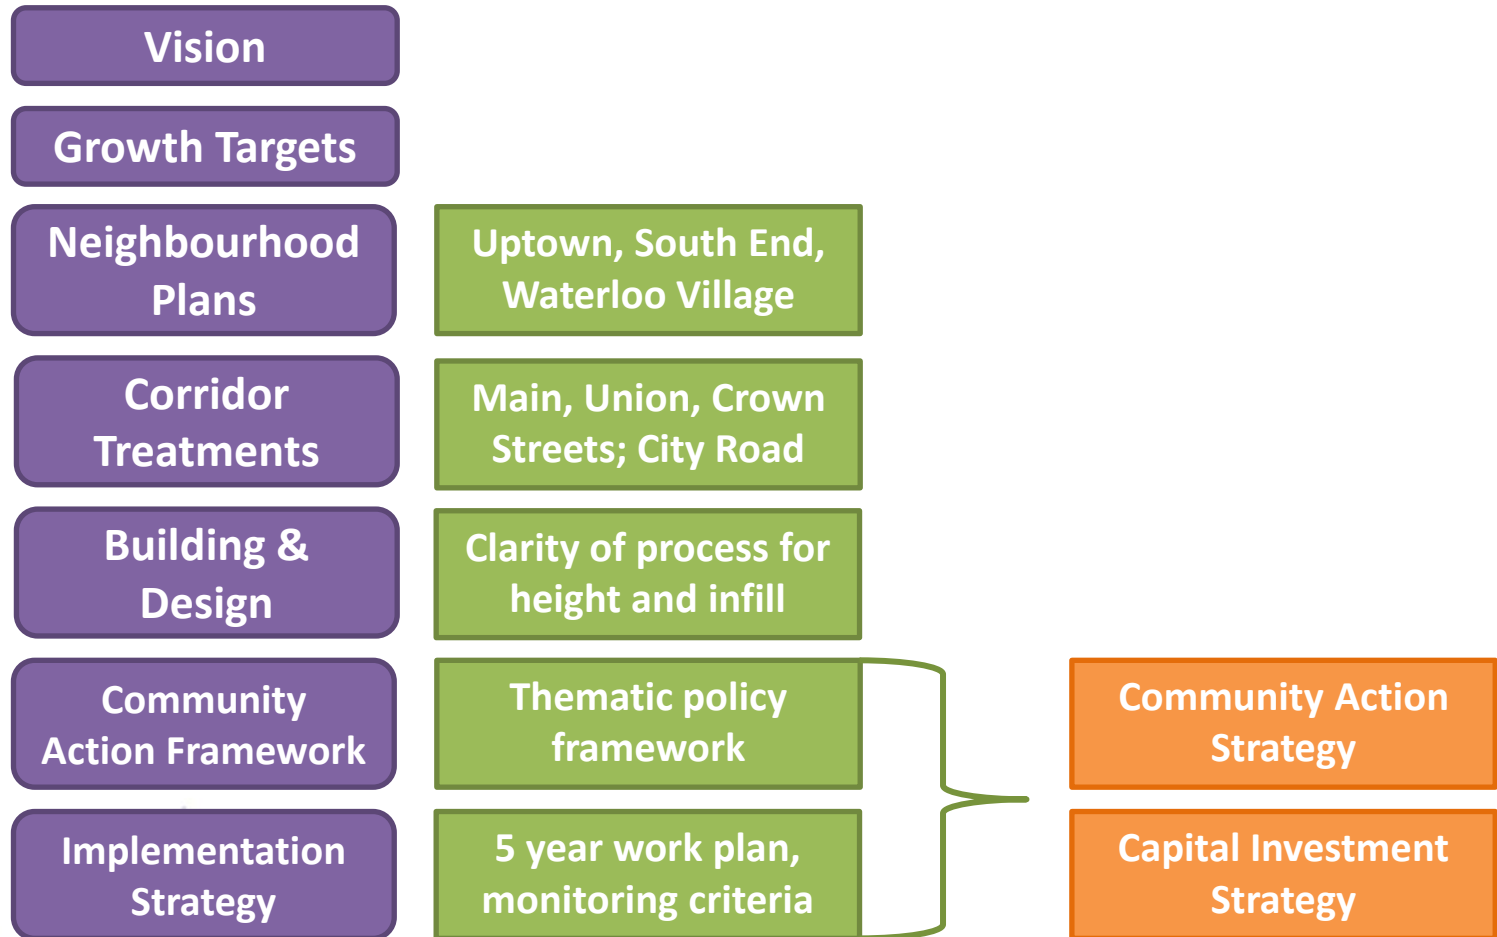 Vision
Growth Targets
Neighbourhood
Plans
Uptown, South End,
Waterloo Village
Corridor
Treatments
Main, Union, Crown
Streets; City Road
Building &
Design
Clarity of process for
height and infill
Community
Action Framework
Thematic policy
framework
Community Action
Strategy
Implementation
Strategy
5 year work plan,
monitoring criteria
Capital Investment
Strategy